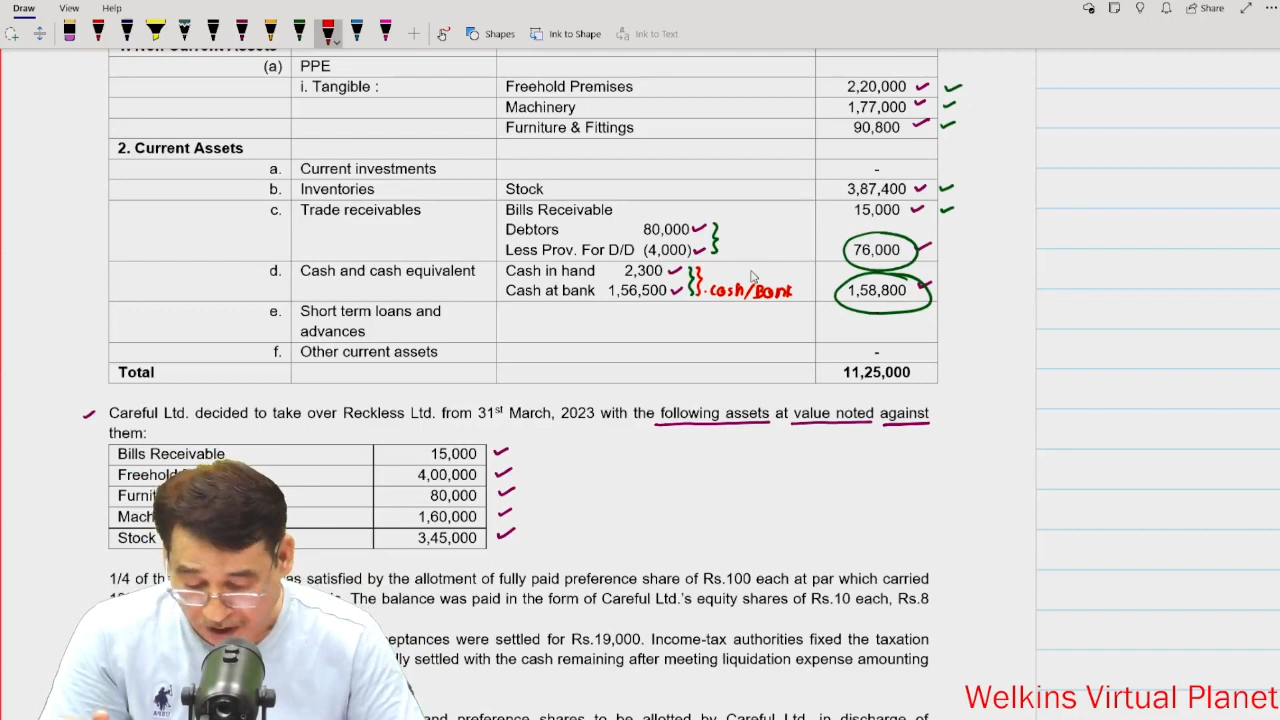 Draw View Help
Share
Shapes Ink to Shape Ink to Text
(a) PPE
i. Tangible : Freehold Premises 2,20,000
Machinery 1,77,000
Furniture & Fittings 90,800
2. Current Assets
a. Current investments -
b. Inventories Stock 3,87,400
c. Trade receivables Bills Receivable 15,000
Debtors 80,000
Less Prov. For D/D (4,000) 76,000
d. Cash and cash equivalent Cash in hand 2,300
Cash at bank 1,56,500 Cash/Bank 1,58,800
e. Short term loans and
advances
f. Other current assets -
Total 11,25,000
Careful Ltd. decided to take over Reckless Ltd. from 31st March, 2023 with the following assets at value noted against
them:
Bills Receivable 15,000
Freehold 4,00,000
80,000
1,60,000
Stock 3,45,000
1/4 of satisfied by the allotment of fully paid preference share of Rs.100 each at par which carried
The balance was paid in the form of Careful Ltd.'s equity shares of Rs.10 each, Rs.8
were settled for Rs.19,000. Income-tax authorities fixed the taxation
settled with the cash remaining after meeting liquidation expense amounting
and preference shares to be allotted by Careful Ltd. in discharge of
Welkins Virtual Planet